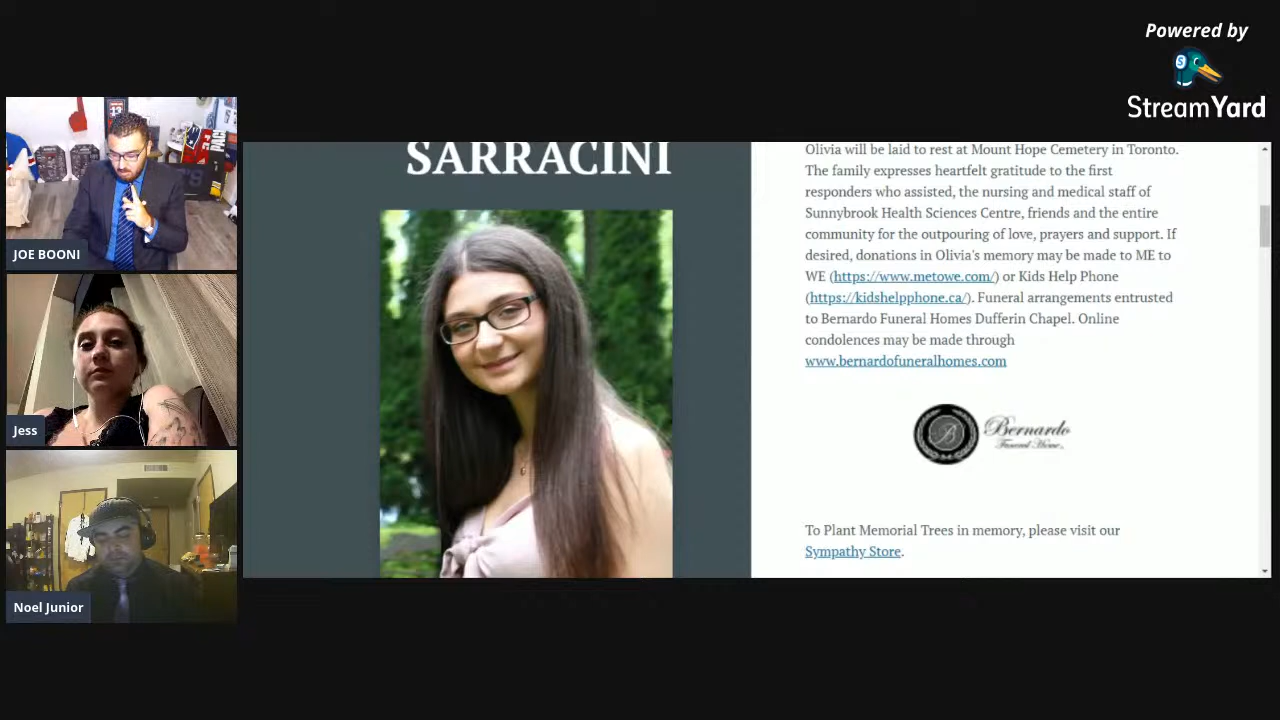 Powered by
StreamYard
JOE BOONI
Jess
Noel Junior
SARRACINI
Olivia will be laid to rest at Mount Hope Cemetery in Toronto.
The family expresses heartfelt gratitude to the first
responders who assisted, the nursing and medical staff of
Sunnybrook Health Sciences Centre, friends and the entire
community for the outpouring of love, prayers and support. If
desired, donations in Olivia's memory may be made to ME to
WE (https://www.metowe.com/) or Kids Help Phone
(https://kidshelpphone.ca/). Funeral arrangements entrusted
to Bernardo Funeral Homes Dufferin Chapel. Online
condolences may be made through
www.bernardofuneralhomes.com
B
Bernardo
Funeral Home
To Plant Memorial Trees in memory, please visit our
Sympathy Store.
13